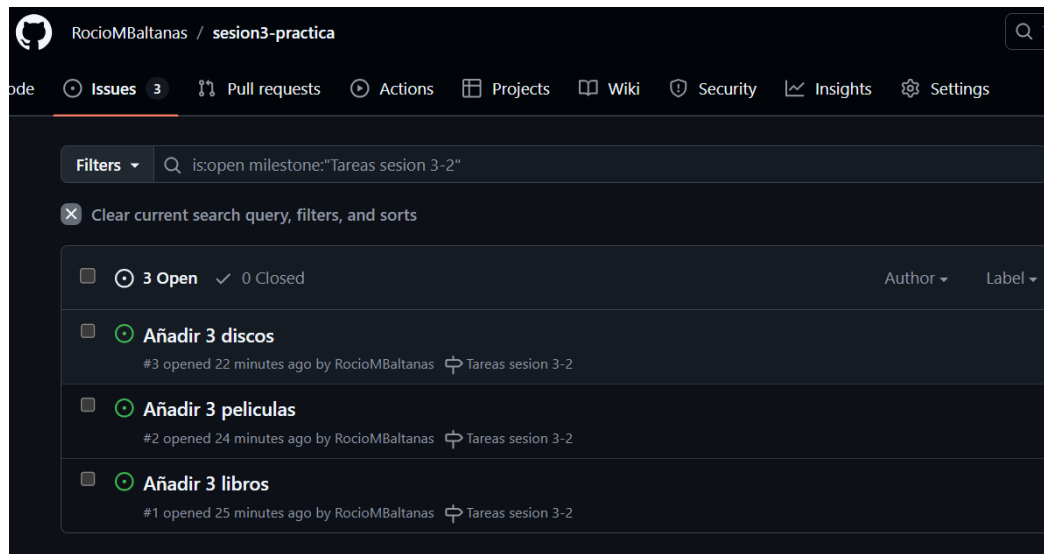 RocioMBaltanas / sesion3-practica
ode Issues 3 Pull requests Actions Projects Wiki Security Insights Settings
Filters is:open milestone:"Tareas sesion 3-2"
Clear current search query, filters, and sorts
3 Open 0 Closed Author Label
Añadir 3 discos
#3 opened 22 minutes ago by RocioMBaltanas Tareas sesion 3-2
Añadir 3 peliculas
#2 opened 24 minutes ago by RocioMBaltanas Tareas sesion 3-2
Añadir 3 libros
#1 opened 25 minutes ago by RocioMBaltanas Tareas sesion 3-2